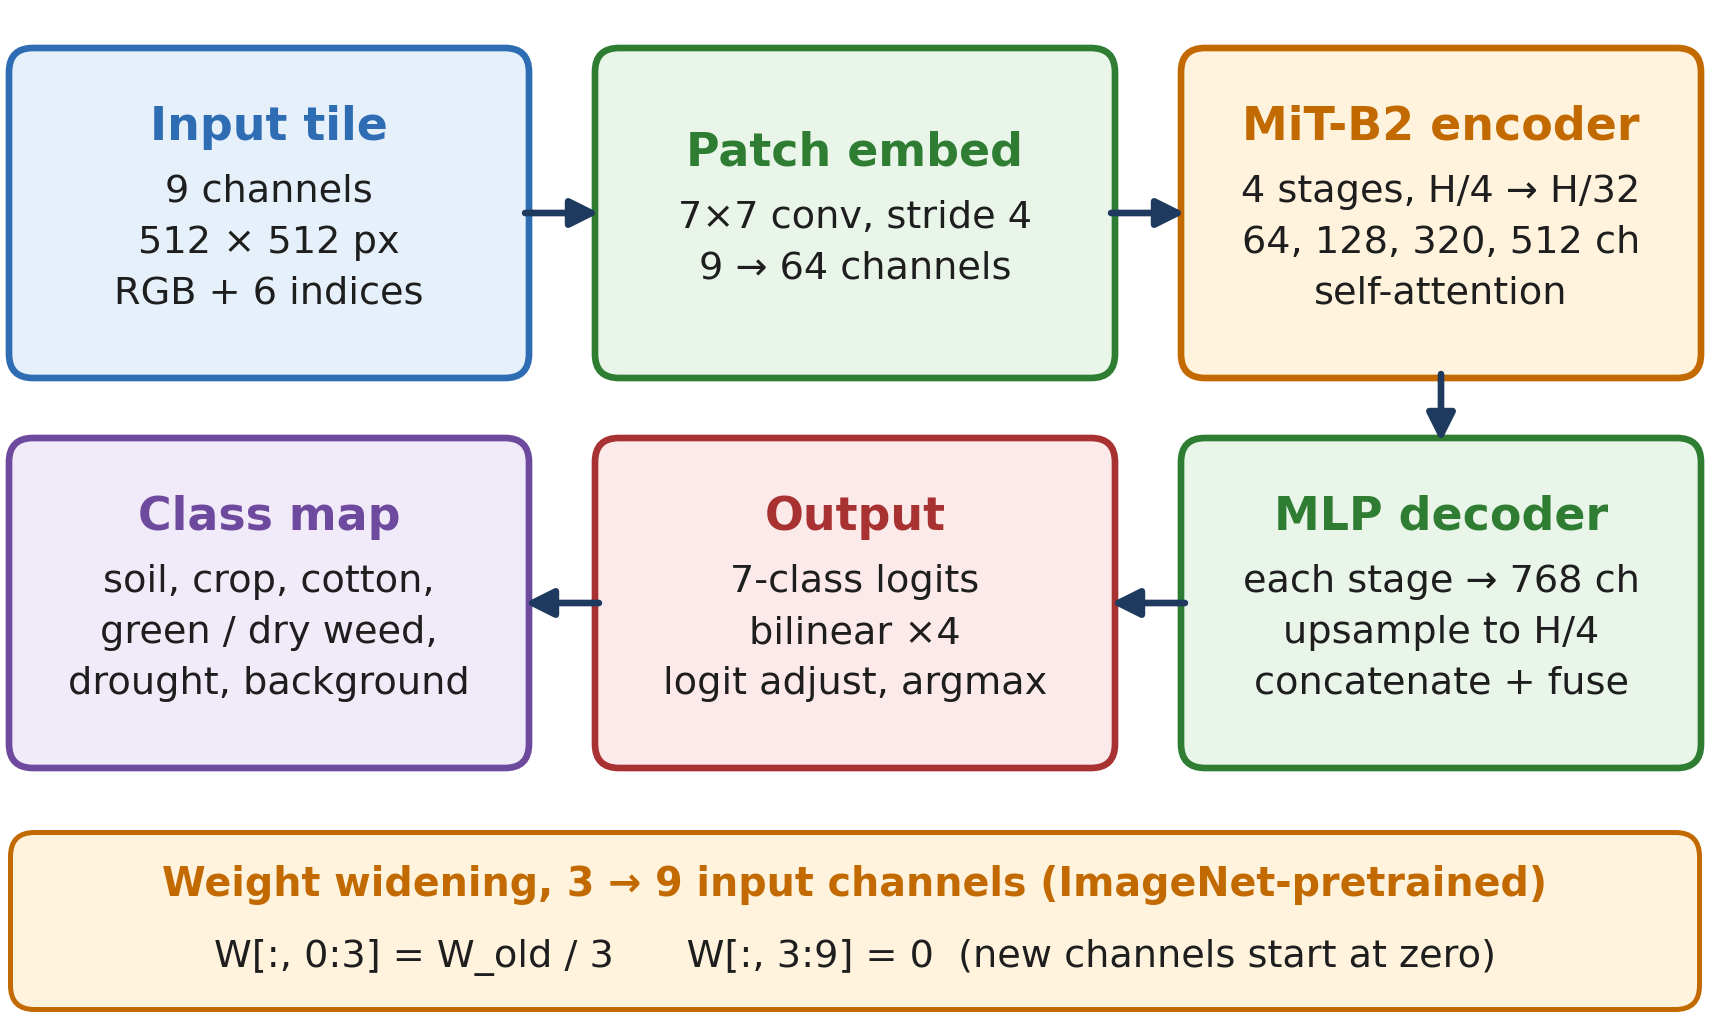 Input tile
9 channels
512 × 512 px
RGB + 6 indices
Patch embed
7×7 conv, stride 4
9 → 64 channels
MiT-B2 encoder
4 stages, H/4 → H/32
64, 128, 320, 512 ch
self-attention
Class map
soil, crop, cotton,
green / dry weed,
drought, background
Output
7-class logits
bilinear ×4
logit adjust, argmax
MLP decoder
each stage → 768 ch
upsample to H/4
concatenate + fuse
Weight widening, 3 → 9 input channels (ImageNet-pretrained)
W[:, 0:3] = W_old / 3 W[:, 3:9] = 0 (new channels start at zero)